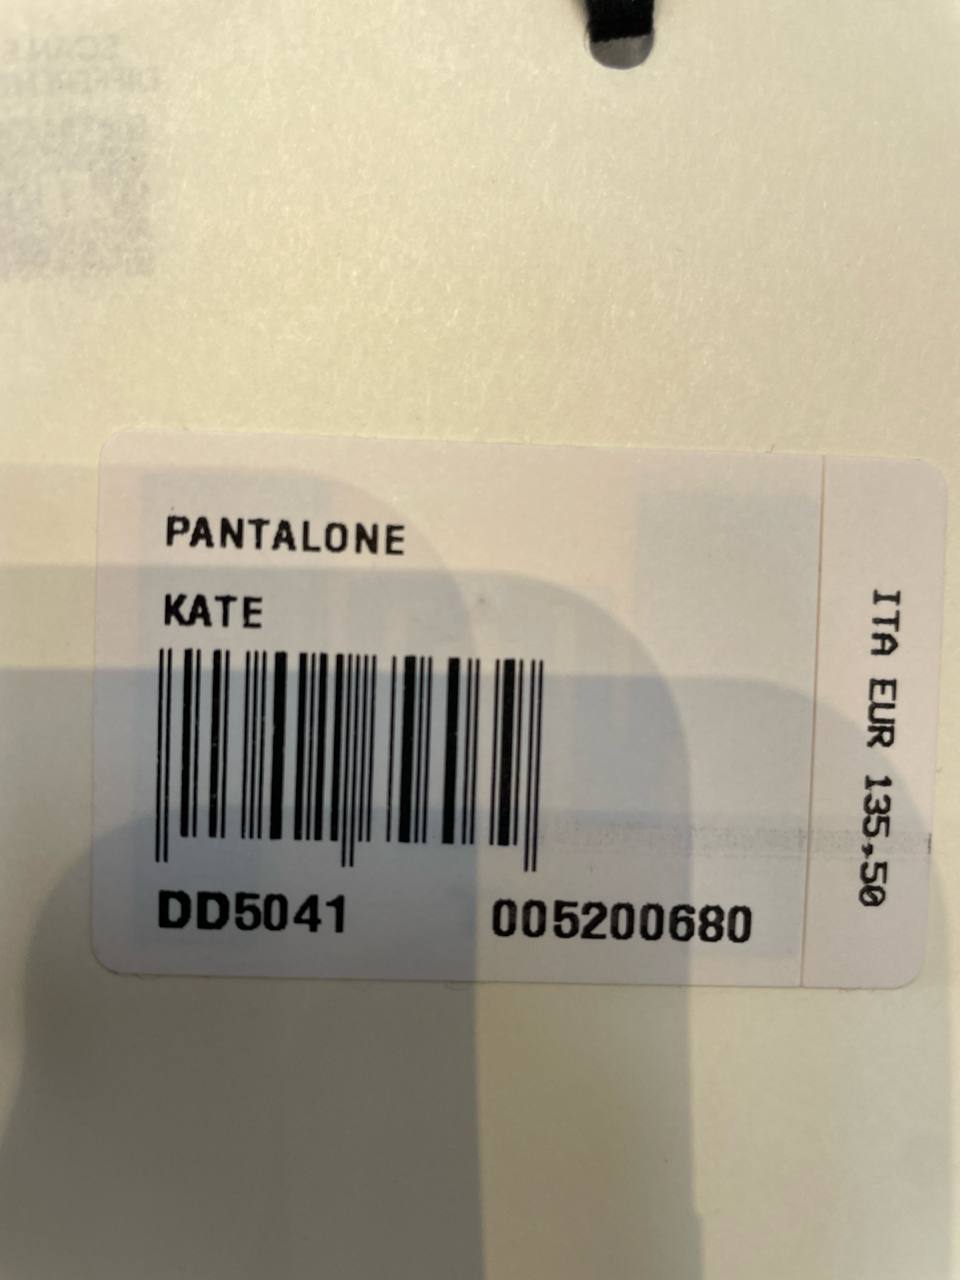 PANTALONE
KATE
DD5041 005200680
ITA EUR 135,50